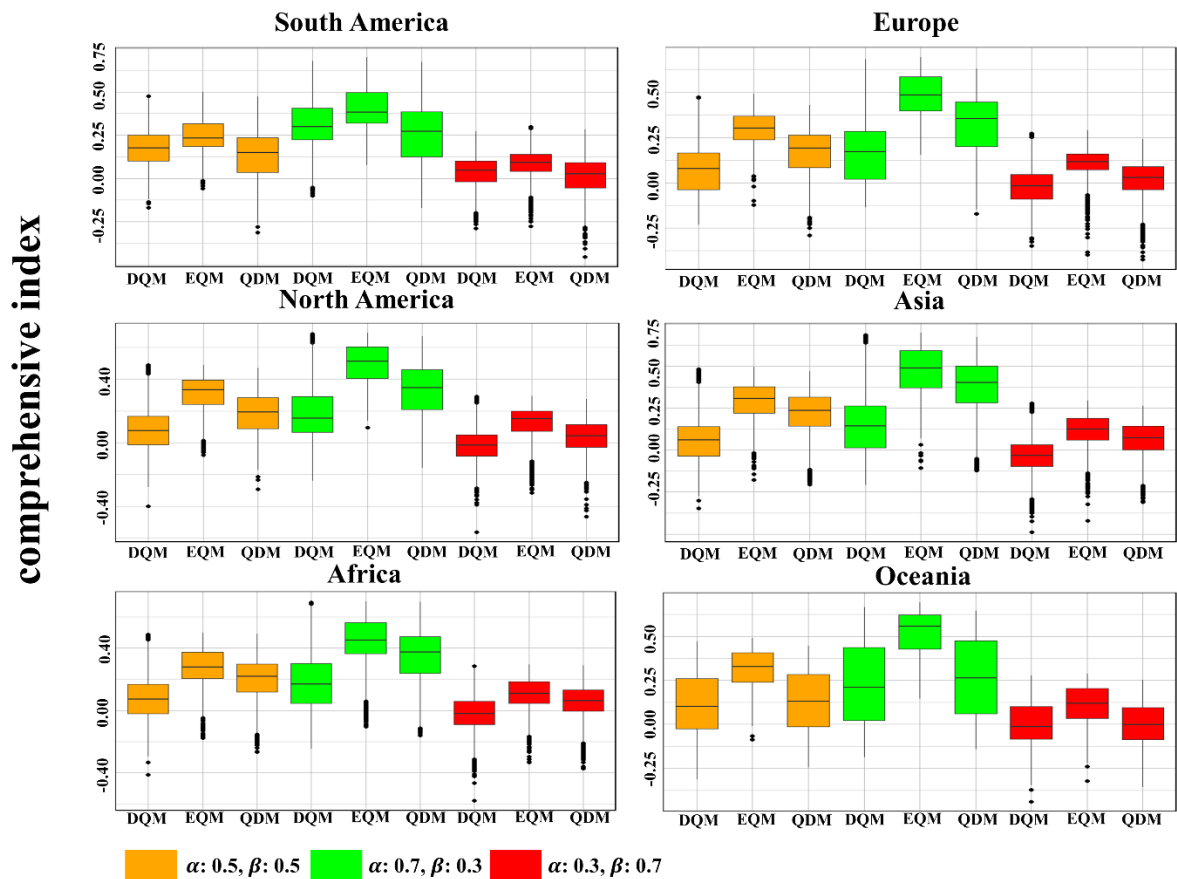 South America
Europe
comprehensive index
0.75
0.50
0.25
0.00
-0.25
DQM EQM QDM DQM EQM QDM DQM EQM QDM
0.50
0.25
0.00
-0.25
DQM EQM QDM DQM EQM QDM DQM EQM QDM
North America
Asia
0.40
0.00
-0.40
DQM EQM QDM DQM EQM QDM DQM EQM QDM
0.75
0.50
0.25
0.00
-0.25
DQM EQM QDM DQM EQM QDM DQM EQM QDM
Africa
Oceania
0.40
0.00
-0.40
DQM EQM QDM DQM EQM QDM DQM EQM QDM
0.50
0.25
0.00
-0.25
DQM EQM QDM DQM EQM QDM DQM EQM QDM
α: 0.5, β: 0.5 α: 0.7, β: 0.3 α: 0.3, β: 0.7